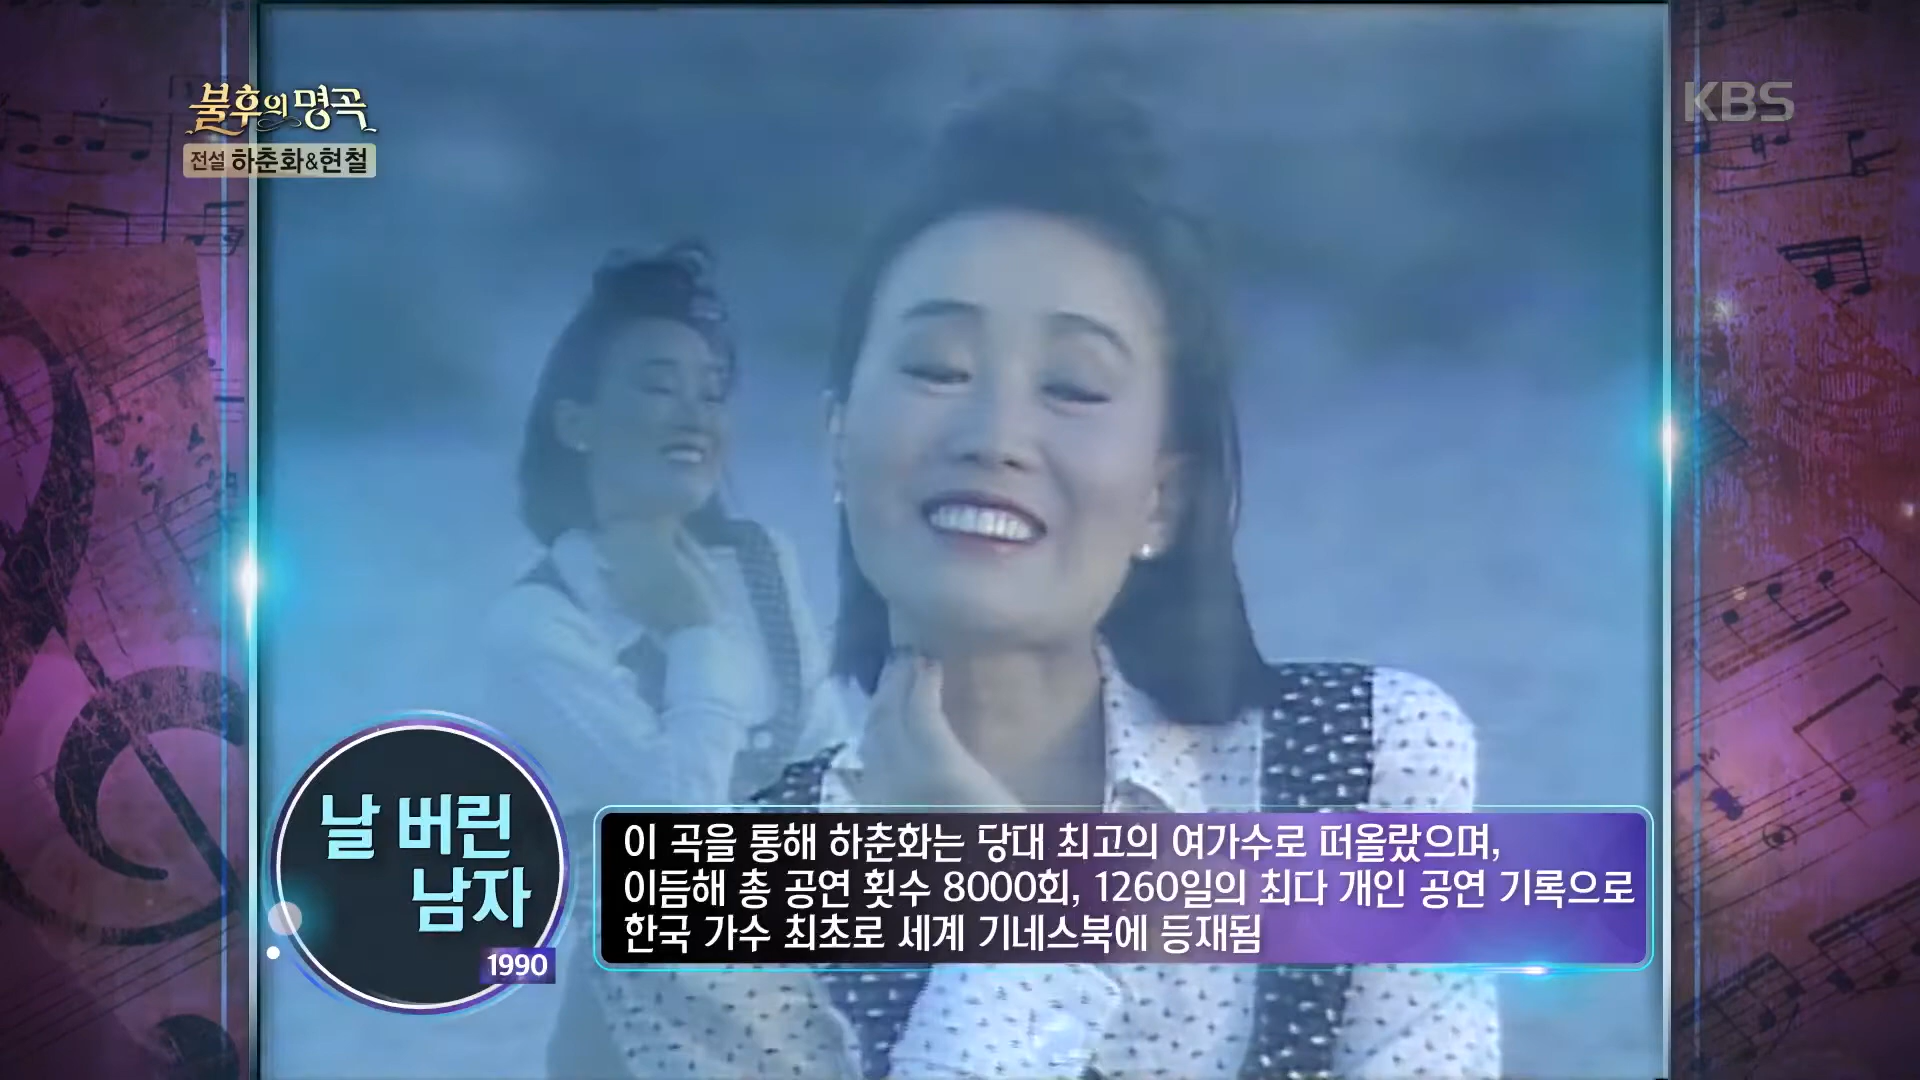 불후의 명곡
KBS
전설 하춘화&현철
날 버린
남자
1990
이 곡을 통해 하춘화는 당대 최고의 여가수로 떠올랐으며,
이듬해 총 공연 횟수 8000회, 1260일의 최다 개인 공연 기록으로
한국 가수 최초로 세계 기네스북에 등재됨